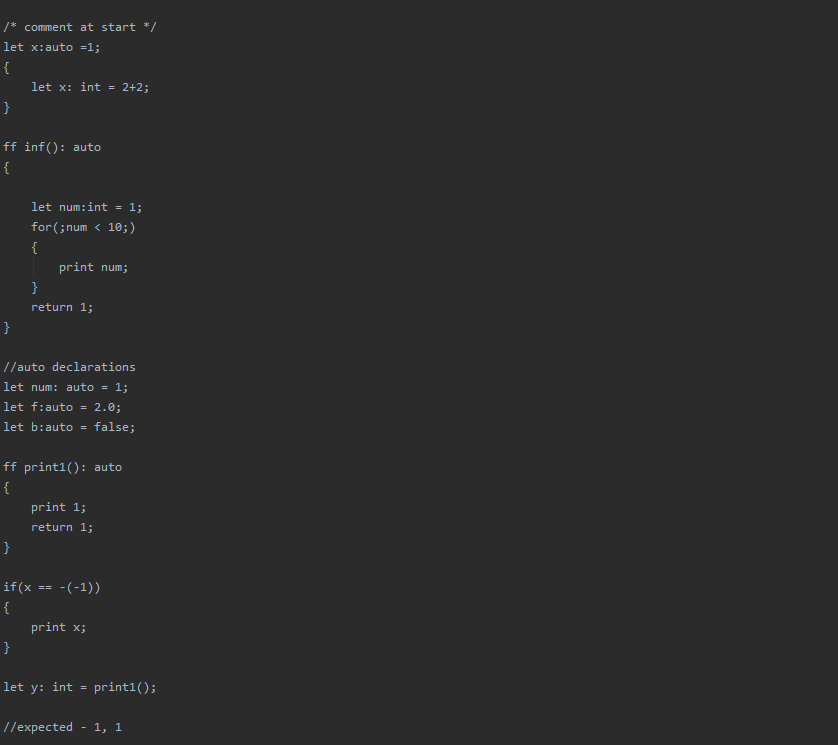 /* comment at start */
let x:auto =1;
{
    let x: int = 2+2;
}
ff inf(): auto
{
    let num:int = 1;
    for(;num < 10;)
    {
        print num;
    }
    return 1;
}
//auto declarations
let num: auto = 1;
let f:auto = 2.0;
let b:auto = false;
ff print1(): auto
{
    print 1;
    return 1;
}
if(x == -(-1))
{
    print x;
}
let y: int = print1();
//expected - 1, 1